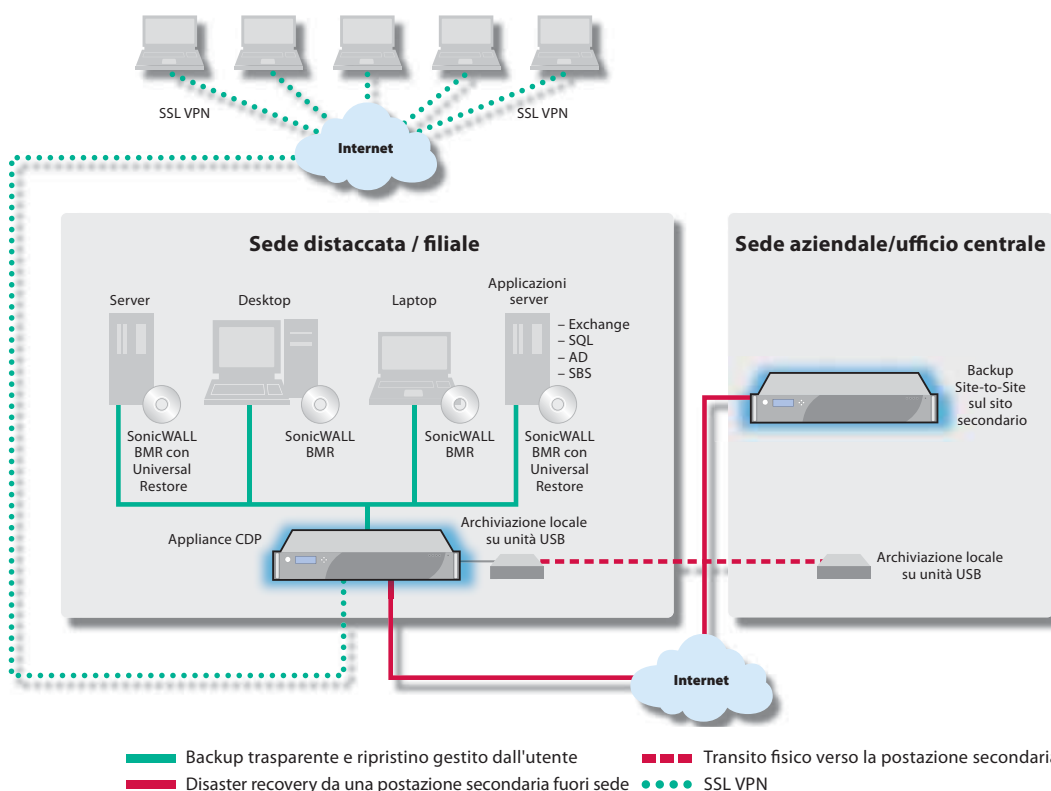 SSL VPN
SSL VPN
Internet
Sede distaccata / filiale
Sede aziendale/ufficio centrale
Server
Desktop
Laptop
Applicazioni
server
– Exchange
– SQL
– AD
– SBS
SonicWALL
BMR con
Universal
Restore
SonicWALL
BMR
SonicWALL
BMR
SonicWALL
BMR con
Universal
Restore
Backup
Site-to-Site
sul sito
secondario
Appliance CDP
Archiviazione locale
su unità USB
Archiviazione locale
su unità USB
Internet
Backup trasparente e ripristino gestito dall'utente
Transito fisico verso la postazione secondaria
Disaster recovery da una postazione secondaria fuori sede
SSL VPN